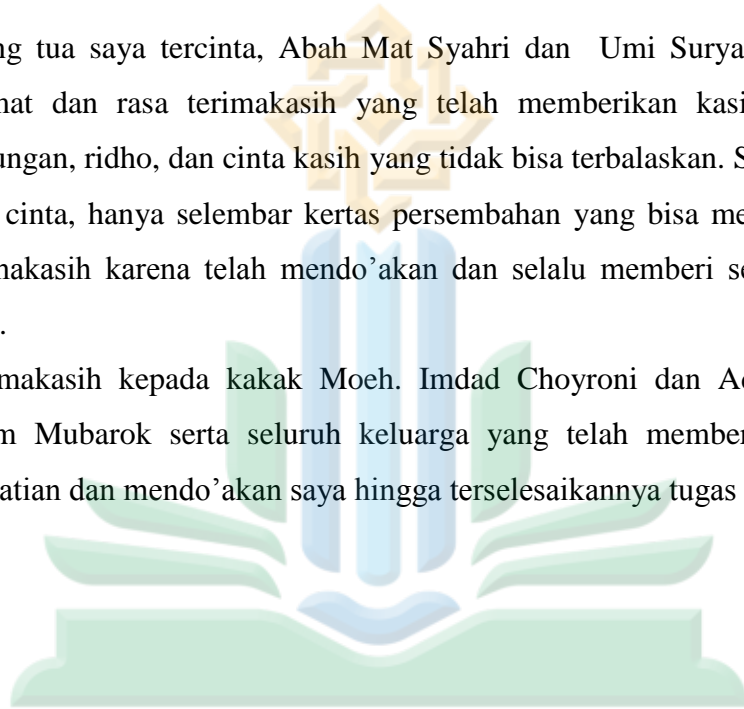 ng tua saya tercinta, Abah Mat Syahri dan Umi Surya
nat dan rasa terimakasih yang telah memberikan kasi
ungan, ridho, dan cinta kasih yang tidak bisa terbalaskan. S
cinta, hanya selembar kertas persembahan yang bisa me
makasih karena telah mendo’akan dan selalu memberi se
.
makasih kepada kakak Moeh. Imdad Choyroni dan Ad
m Mubarok serta seluruh keluarga yang telah member
atian dan mendo’akan saya hingga terselesaikannya tugas